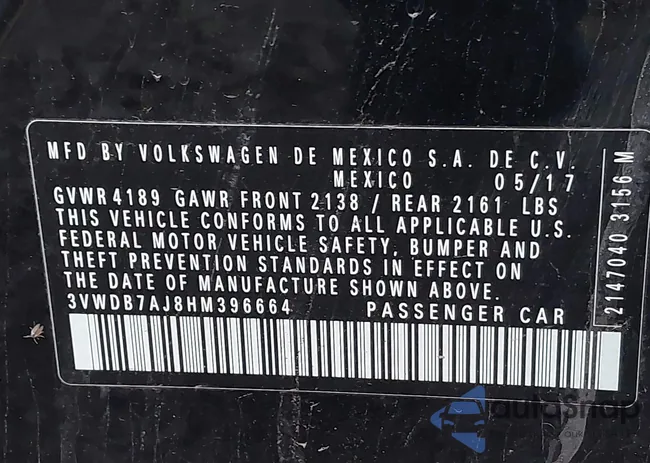 MFD BY VOLKSWAGEN DE MEXICO S.A. DE C.V.
MEXICO 05/17
GVWR 4189 GAWR FRONT 2138 / REAR 2161 LBS
THIS VEHICLE CONFORMS TO ALL APPLICABLE U.S.
FEDERAL MOTOR VEHICLE SAFETY, BUMPER AND
THEFT PREVENTION STANDARDS IN EFFECT ON
THE DATE OF MANUFACTURE SHOWN ABOVE.
3VWDB7AJ8HM396664 PASSENGER CAR
2147040 3156 M
autoSnap